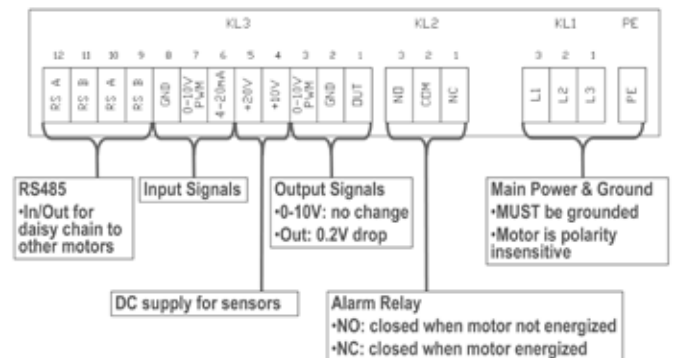 KL3 KL2 KL1 PE
12 11 10 9 8 7 6 5 4 3 2 1 3 2 1 3 2 1
RS A
RS B
RS A
RS B
GND
0-10V PWM
4-20mA
+20V
+10V
0-10V PWM
GND
OUT
NO
COM
NC
L1
L2
L3
PE
RS485
•In/Out for
daisy chain to
other motors
Input Signals
Output Signals
•0-10V: no change
•Out: 0.2V drop
Main Power & Ground
•MUST be grounded
•Motor is polarity
insensitive
DC supply for sensors
Alarm Relay
•NO: closed when motor not energized
•NC: closed when motor energized